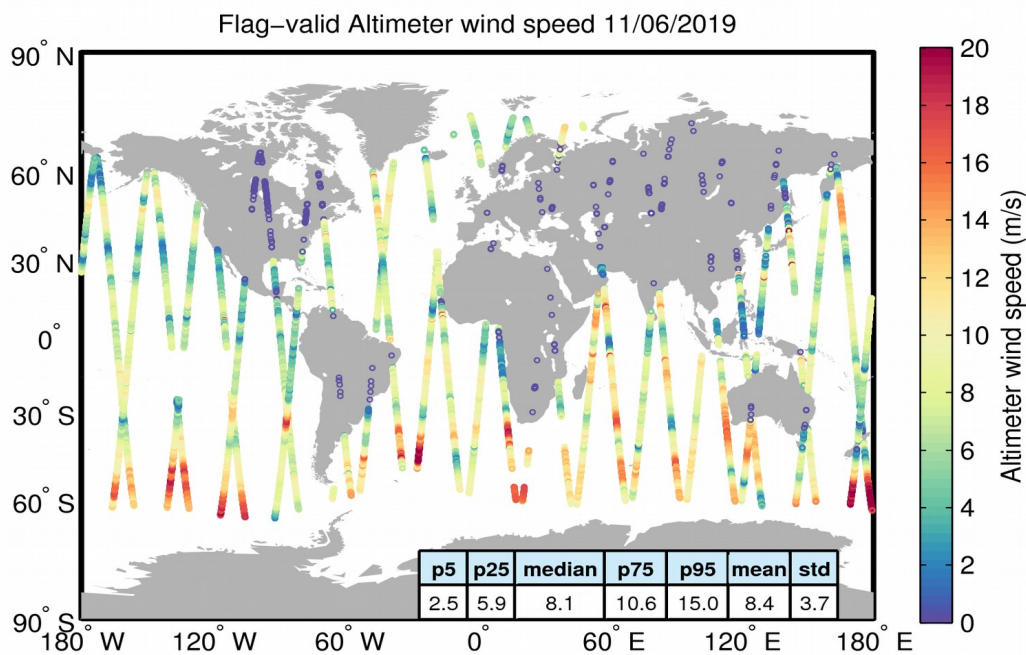 Flag-valid Altimeter wind speed 11/06/2019
90° N
60° N
30° N
0°
30° S
60° S
90° S
180° W
120° W
60° W
0°
60° E
120° E
180° E
p5 p25 median p75 p95 mean std
2.5 5.9 8.1 10.6 15.0 8.4 3.7
20
18
16
14
12
10
8
6
4
2
0
Altimeter wind speed (m/s)